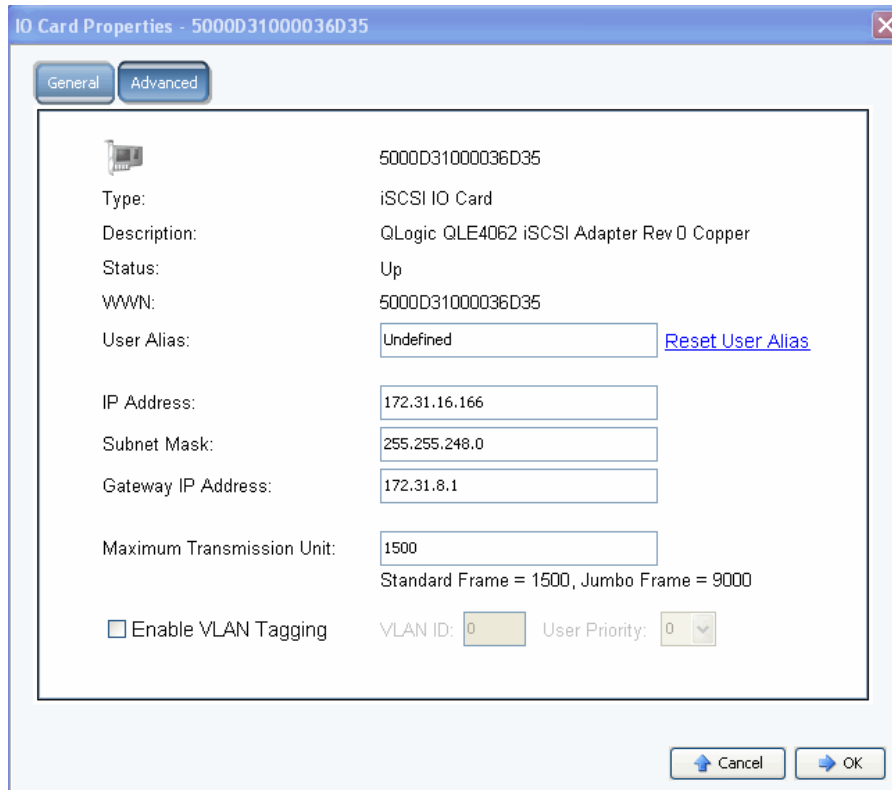 IO Card Properties - 5000D31000036D35
General Advanced
5000D31000036D35
Type: iSCSI IO Card
Description: QLogic QLE4062 iSCSI Adapter Rev 0 Copper
Status: Up
WWN: 5000D31000036D35
User Alias: Undefined Reset User Alias
IP Address: 172.31.16.166
Subnet Mask: 255.255.248.0
Gateway IP Address: 172.31.8.1
Maximum Transmission Unit: 1500
Standard Frame = 1500, Jumbo Frame = 9000
Enable VLAN Tagging VLAN ID: 0 User Priority: 0
Cancel OK